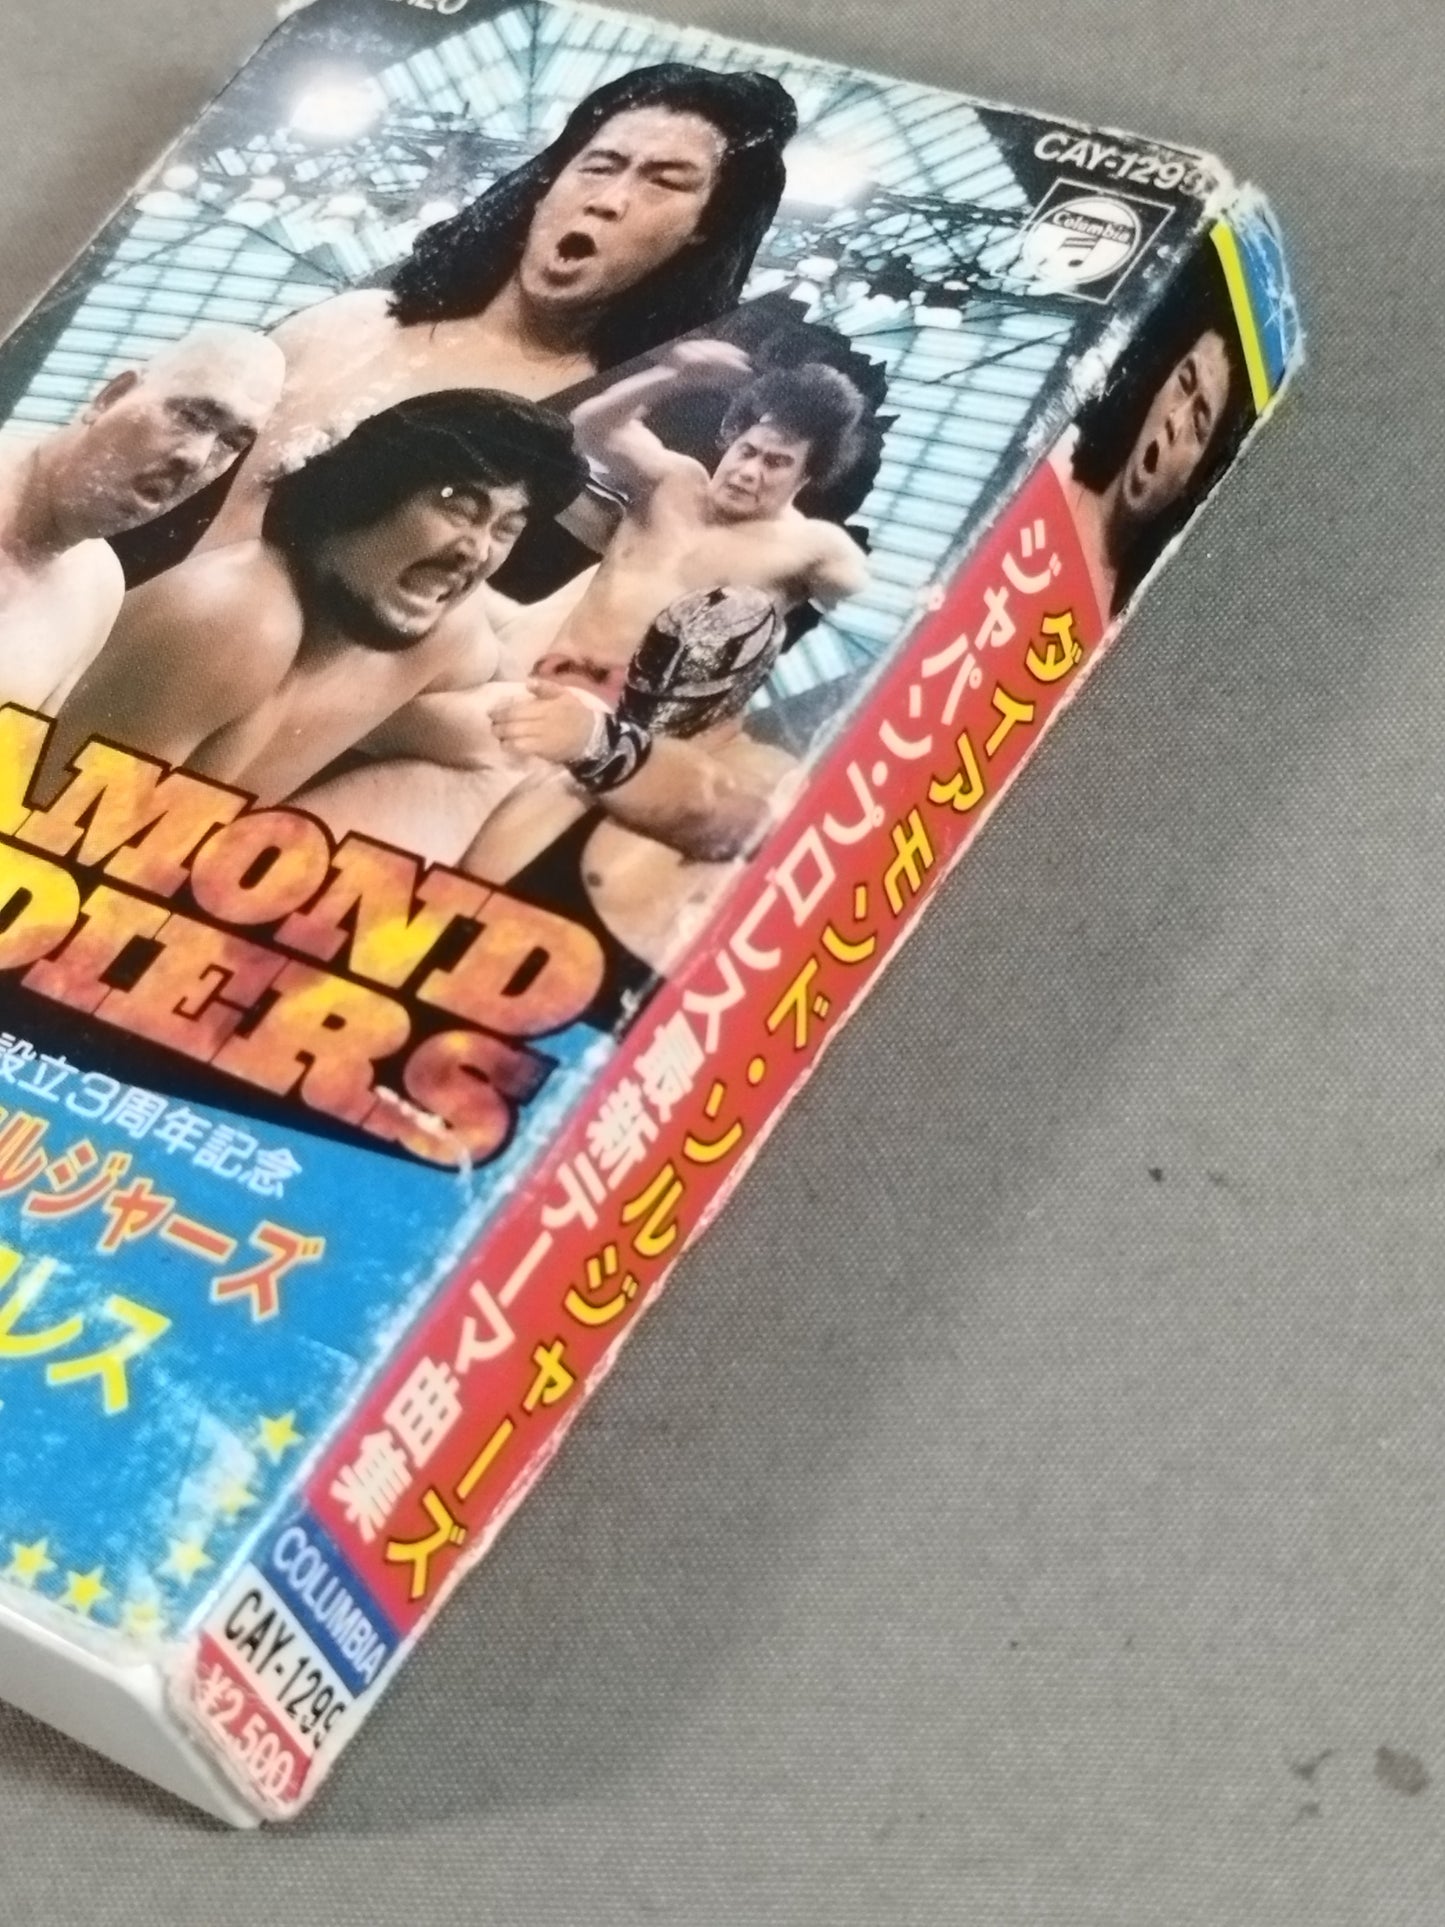 CAY-1299
Columbia
AMOND
DIERS
設立3周年記念
ルジャーズ
レス
ダイアモンド・ソルジャーズ
ジャパン・プロレス最新テーマ曲集
COLUMBIA
CAY-1299
¥2,500